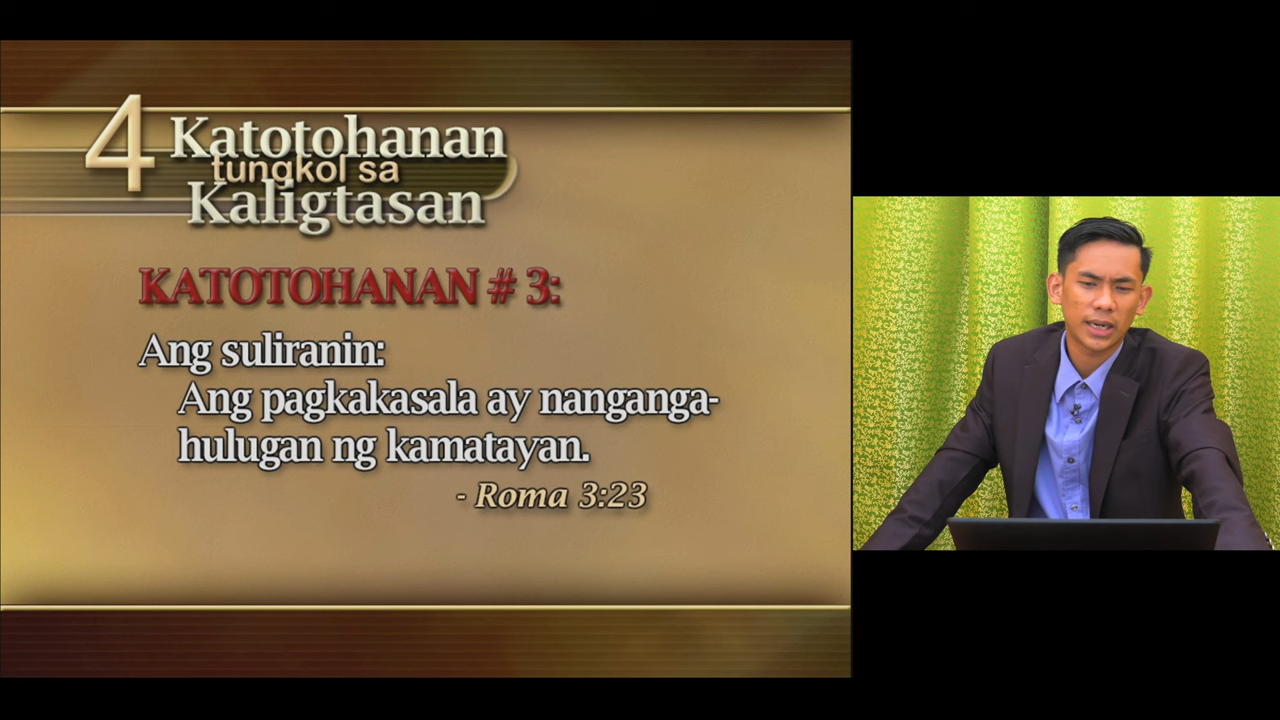 4 Katotohanan
tungkol sa
Kaligtasan
KATOTOHANAN # 3:
Ang suliranin:
Ang pagkakasala ay nanganga-
hulugan ng kamatayan.
- Roma 3:23